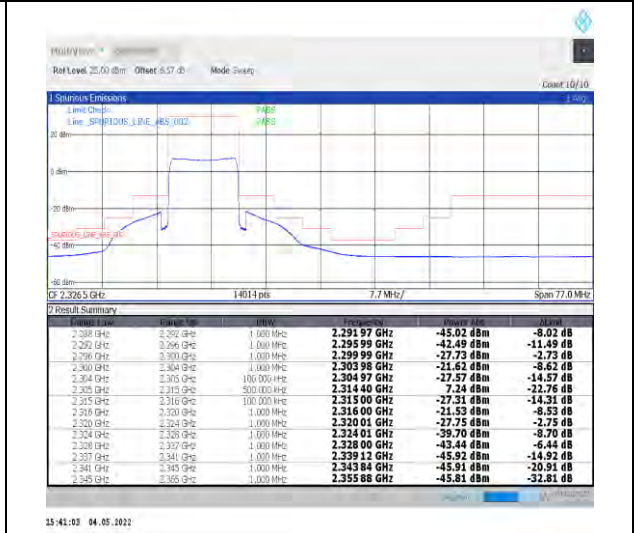 MultiView
Ref Level 25.00 dBm Offset 6.57 dB Mode Sweep
Count 10/10
1 Spurious Emissions
1 Avg
Limit Check PASS
Line _SPURIOUS_LINE_ABS_002 PASS
20 dBm
0 dBm
-20 dBm
-40 dBm
-60 dBm
CF 2.3265 GHz 14014 pts 7.7 MHz/ Span 77.0 MHz
2 Result Summary
Range Low Range Up RBW Frequency Power Abs ΔLimit
2.288 GHz 2.292 GHz 1.000 MHz 2.291 97 GHz -45.02 dBm -8.02 dB
2.292 GHz 2.296 GHz 1.000 MHz 2.295 99 GHz -42.49 dBm -11.49 dB
2.296 GHz 2.300 GHz 1.000 MHz 2.299 99 GHz -27.73 dBm -2.73 dB
2.300 GHz 2.304 GHz 1.000 MHz 2.303 98 GHz -21.62 dBm -8.62 dB
2.304 GHz 2.305 GHz 100.000 kHz 2.304 97 GHz -27.57 dBm -14.57 dB
2.305 GHz 2.315 GHz 500.000 kHz 2.314 40 GHz 7.24 dBm -22.76 dB
2.315 GHz 2.316 GHz 100.000 kHz 2.315 00 GHz -27.31 dBm -14.31 dB
2.316 GHz 2.320 GHz 1.000 MHz 2.316 00 GHz -21.53 dBm -8.53 dB
2.320 GHz 2.324 GHz 1.000 MHz 2.320 01 GHz -27.75 dBm -2.75 dB
2.324 GHz 2.328 GHz 1.000 MHz 2.324 01 GHz -39.70 dBm -8.70 dB
2.328 GHz 2.337 GHz 1.000 MHz 2.328 00 GHz -43.44 dBm -6.44 dB
2.337 GHz 2.341 GHz 1.000 MHz 2.339 12 GHz -45.92 dBm -14.92 dB
2.341 GHz 2.345 GHz 1.000 MHz 2.343 84 GHz -45.91 dBm -20.91 dB
2.345 GHz 2.365 GHz 1.000 MHz 2.355 88 GHz -45.81 dBm -32.81 dB
15:41:03 04.05.2022